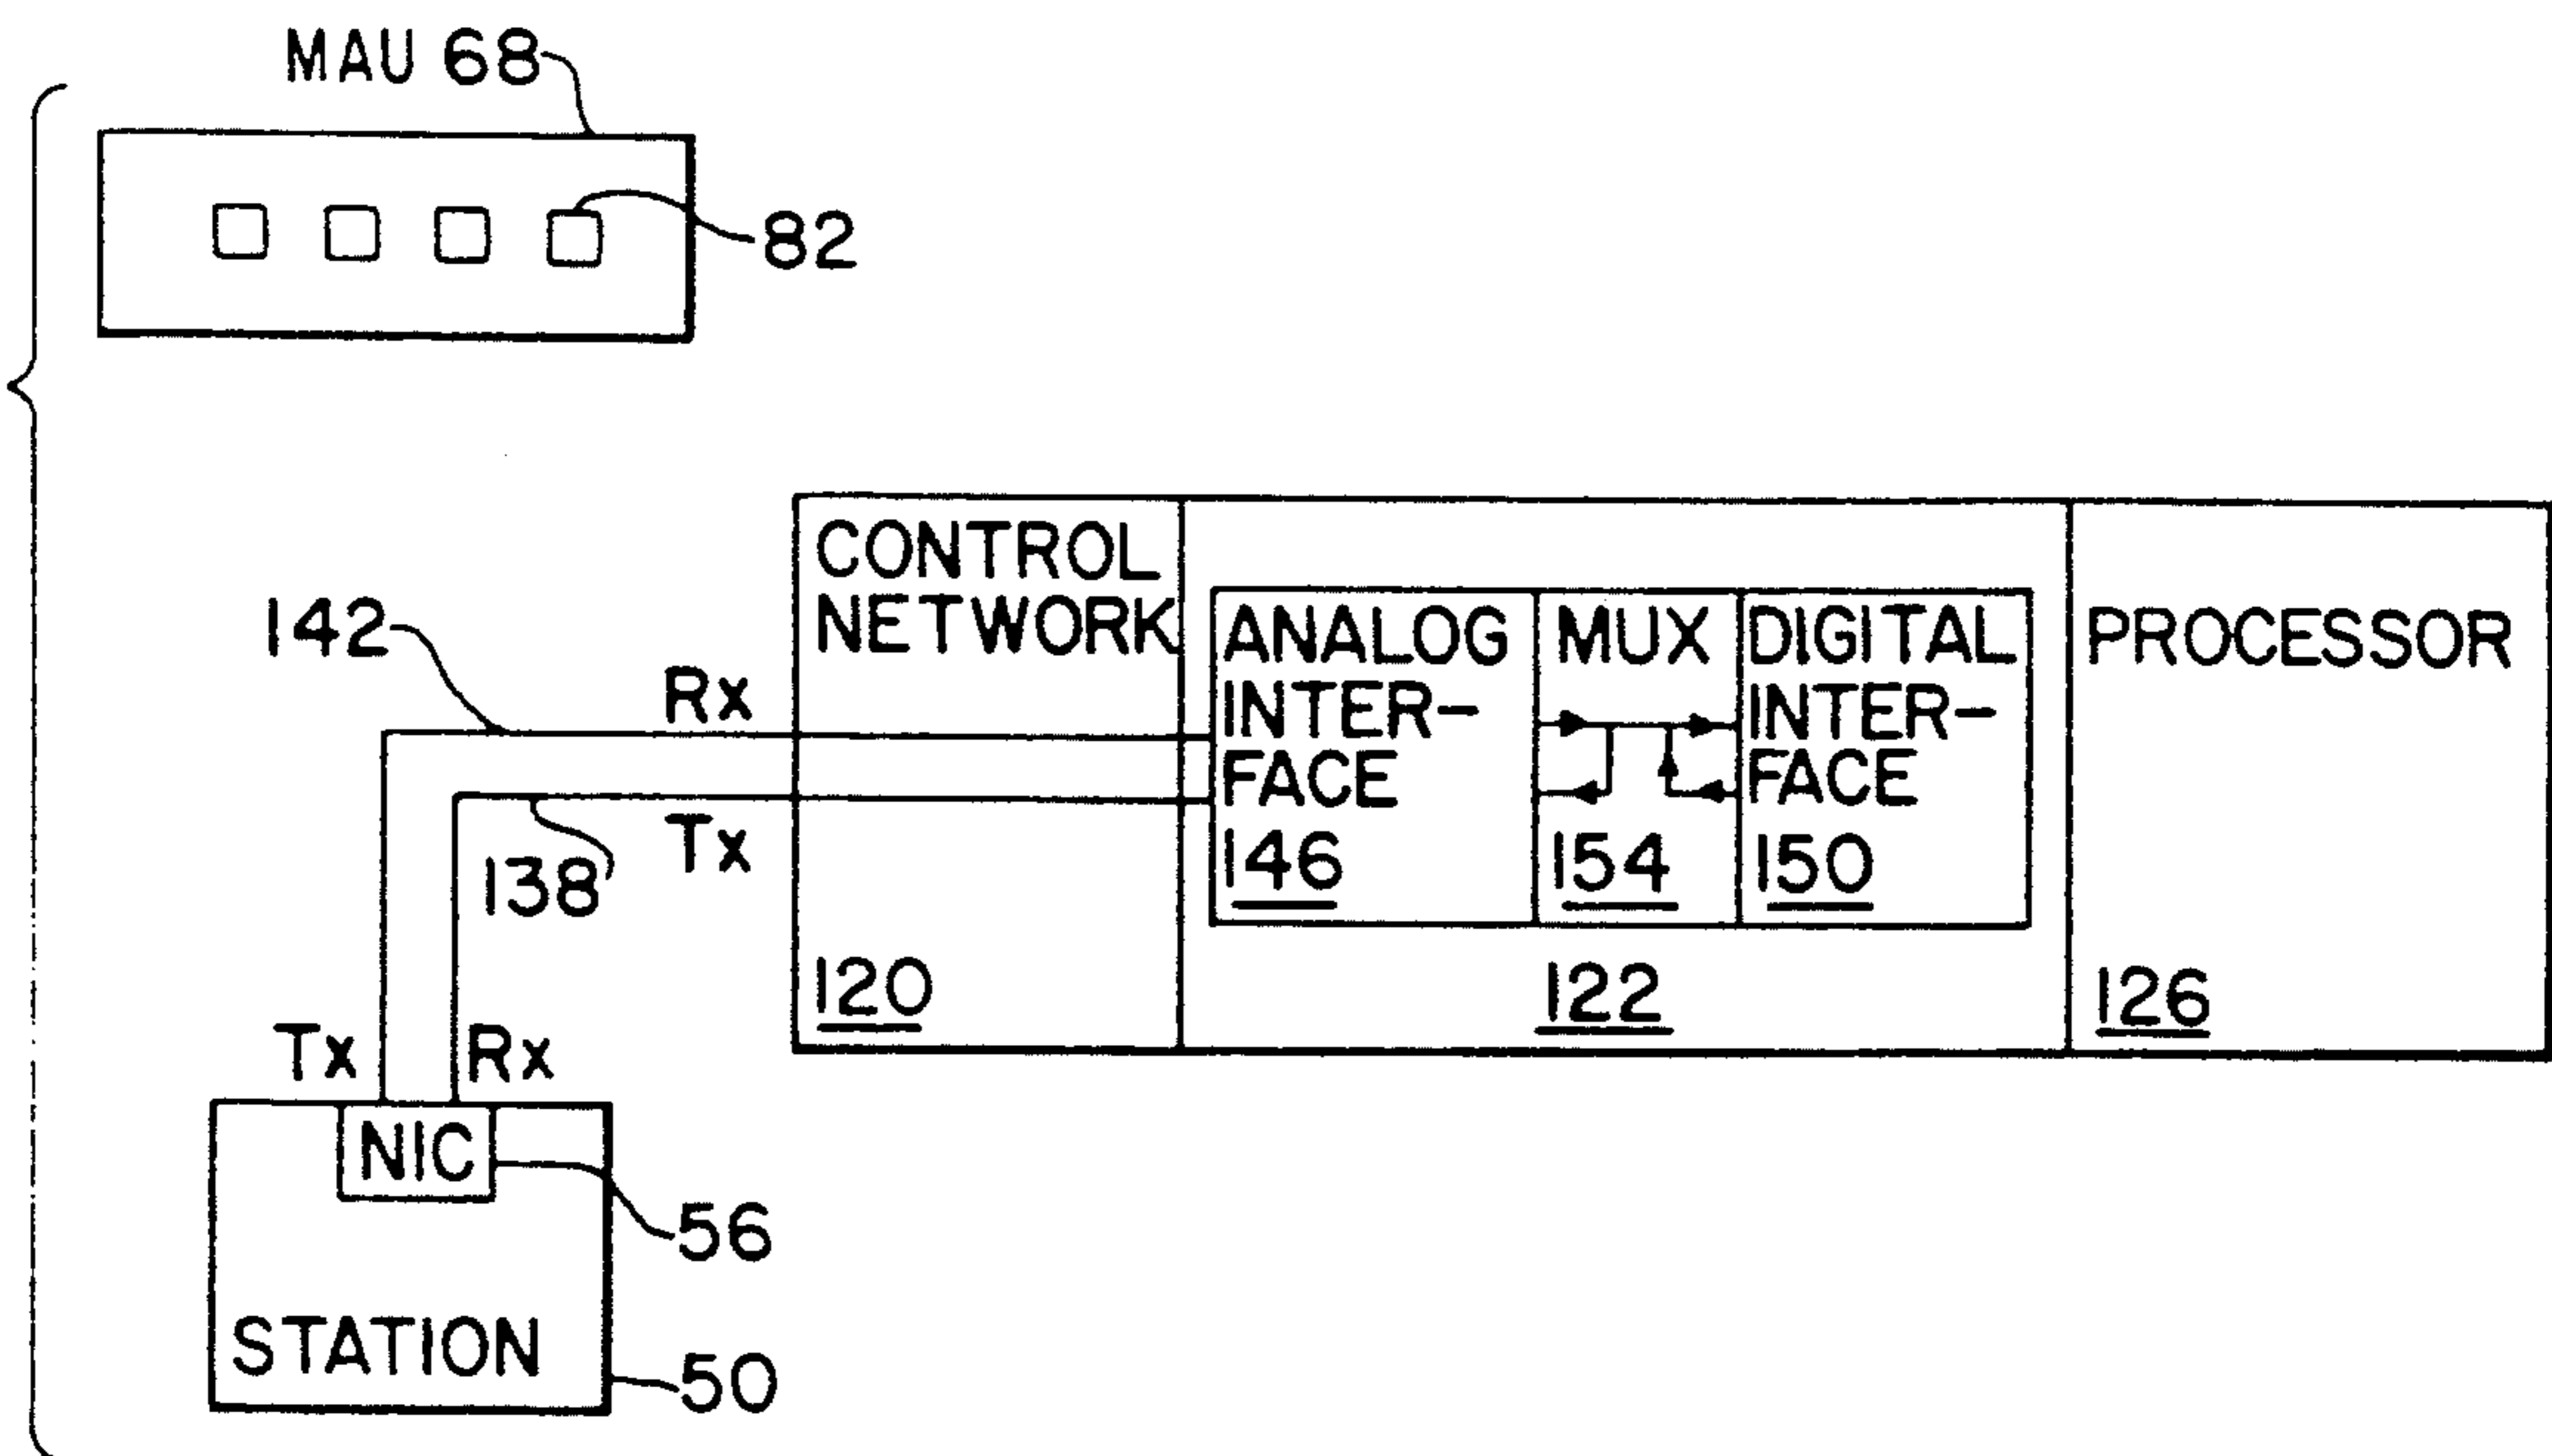 MAU 68
82
CONTROL
NETWORK
120
ANALOG
INTER-
FACE
146
MUX
154
DIGITAL
INTER-
FACE
150
122
PROCESSOR
126
142
Rx
138
Tx
Tx
Rx
NIC
56
STATION
50